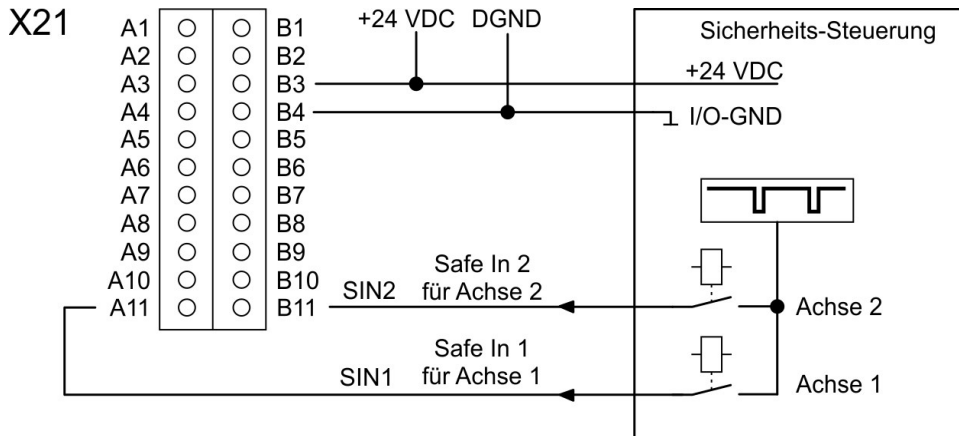 X21
+24 VDC DGND
Sicherheits-Steuerung
A1 B1
A2 B2
A3 B3
+24 VDC
A4 B4
I/O-GND
A5 B5
A6 B6
A7 B7
A8 B8
A9 B9
A10 B10
A11 B11
SIN2
Safe In 2
für Achse 2
Achse 2
SIN1
Safe In 1
für Achse 1
Achse 1